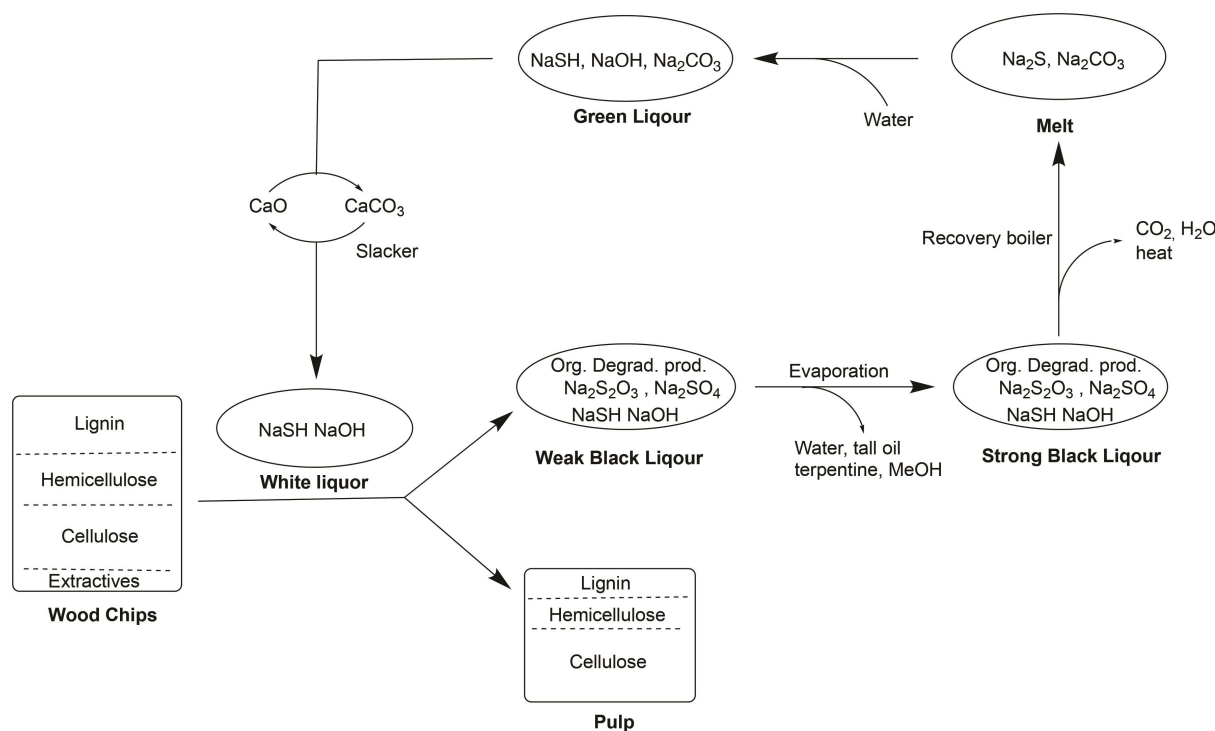 NaSH, NaOH, Na₂CO₃
Green Liqour
Water
Na₂S, Na₂CO₃
Melt
CaO
CaCO₃
Slacker
Recovery boiler
CO₂, H₂O
heat
NaSH NaOH
White liquor
Org. Degrad. prod.
Na₂S₂O₃ , Na₂SO₄
NaSH NaOH
Weak Black Liqour
Evaporation
Water, tall oil
terpentine, MeOH
Org. Degrad. prod.
Na₂S₂O₃ , Na₂SO₄
NaSH NaOH
Strong Black Liqour
Lignin
Hemicellulose
Cellulose
Extractives
Wood Chips
Lignin
Hemicellulose
Cellulose
Pulp